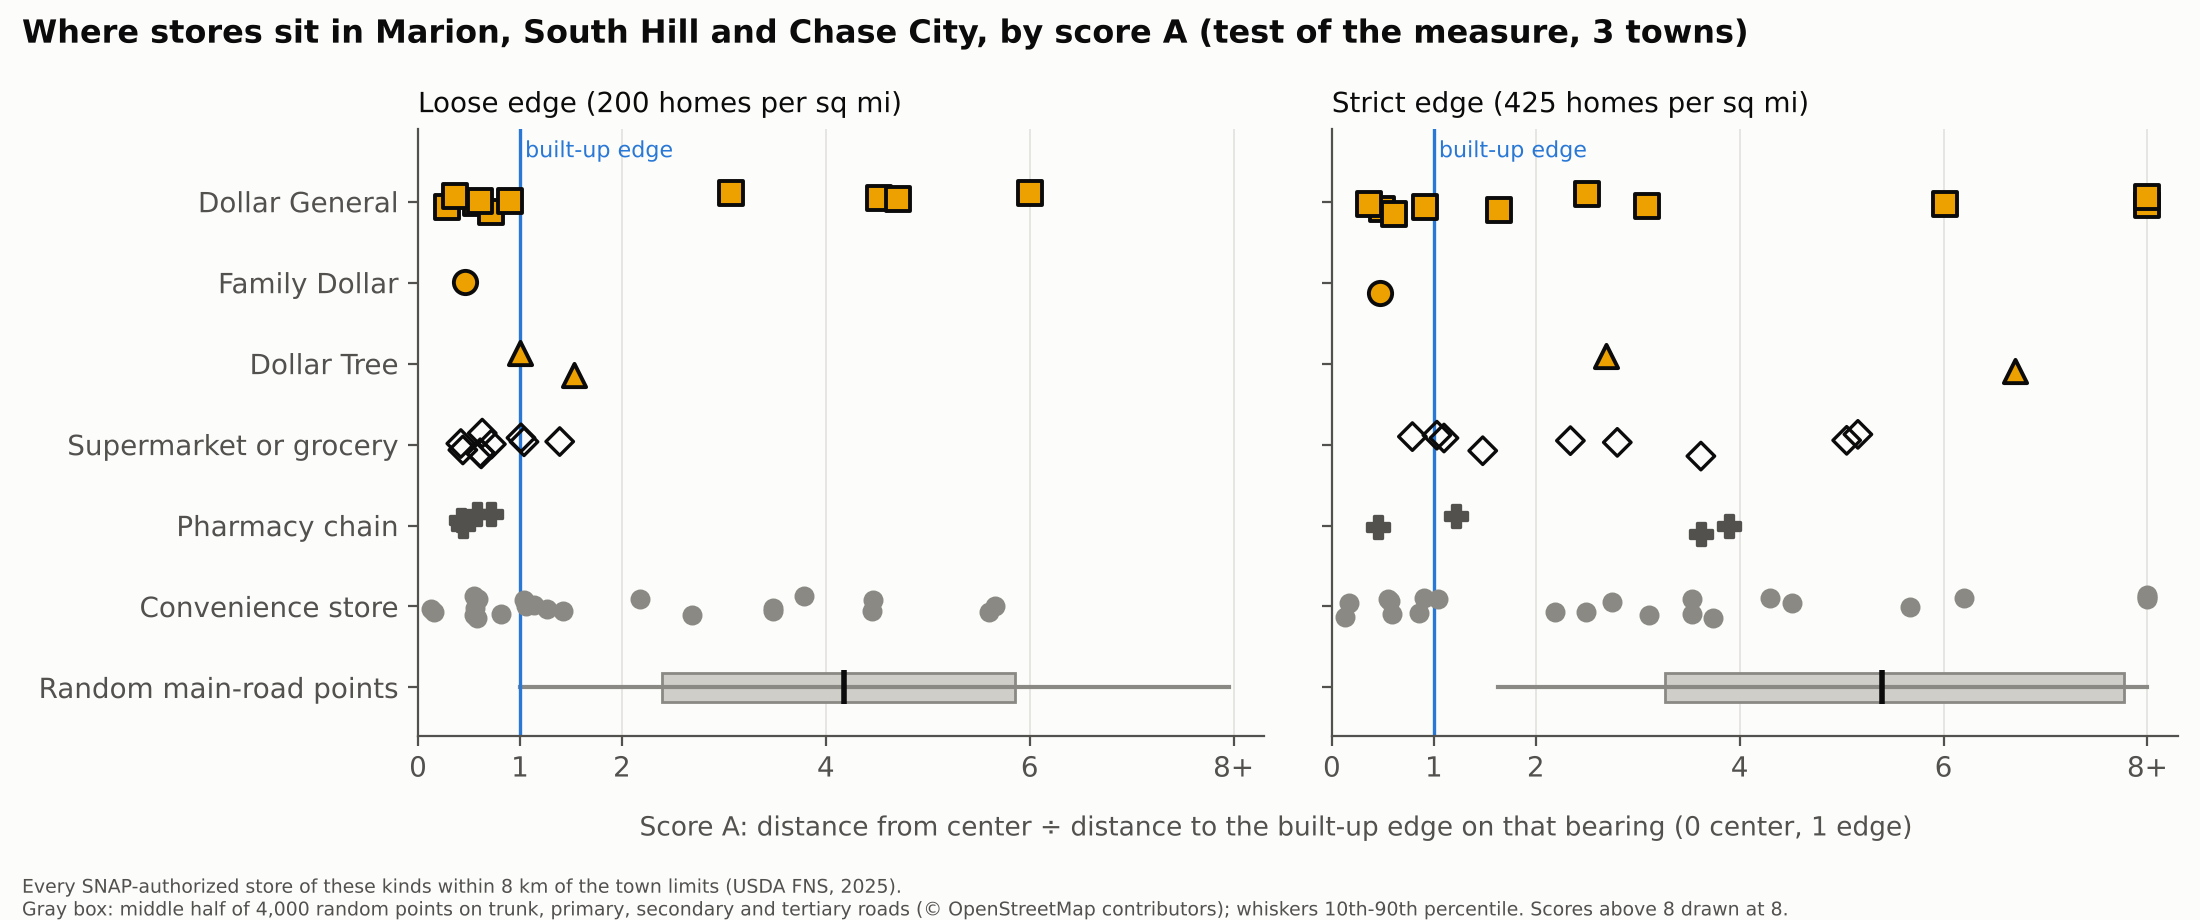 Where stores sit in Marion, South Hill and Chase City, by score A (test of the measure, 3 towns)
Loose edge (200 homes per sq mi)
Strict edge (425 homes per sq mi)
built-up edge
built-up edge
Dollar General
Family Dollar
Dollar Tree
Supermarket or grocery
Pharmacy chain
Convenience store
Random main-road points
0 1 2 4 6 8+
0 1 2 4 6 8+
Score A: distance from center ÷ distance to the built-up edge on that bearing (0 center, 1 edge)
Every SNAP-authorized store of these kinds within 8 km of the town limits (USDA FNS, 2025).
Gray box: middle half of 4,000 random points on trunk, primary, secondary and tertiary roads (© OpenStreetMap contributors); whiskers 10th-90th percentile. Scores above 8 drawn at 8.